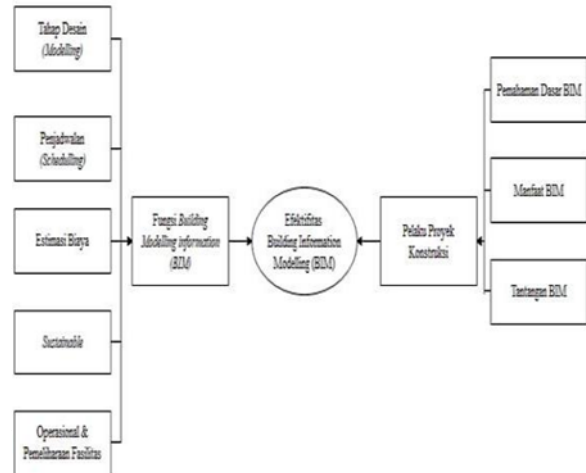 Tahap Desain
(Modelling)
Penjadwalan
(Schedulling)
Estimasi Biaya
Sustainable
Operasional &
Pemeliharaan Fasilitas
Fungsi Building
Modelling information
(BIM)
Efektifitas
Building Information
Modelling (BIM)
Pelaku Proyek
Konstruksi
Pemahaman Dasar BIM
Manfaat BIM
Tantangan BIM